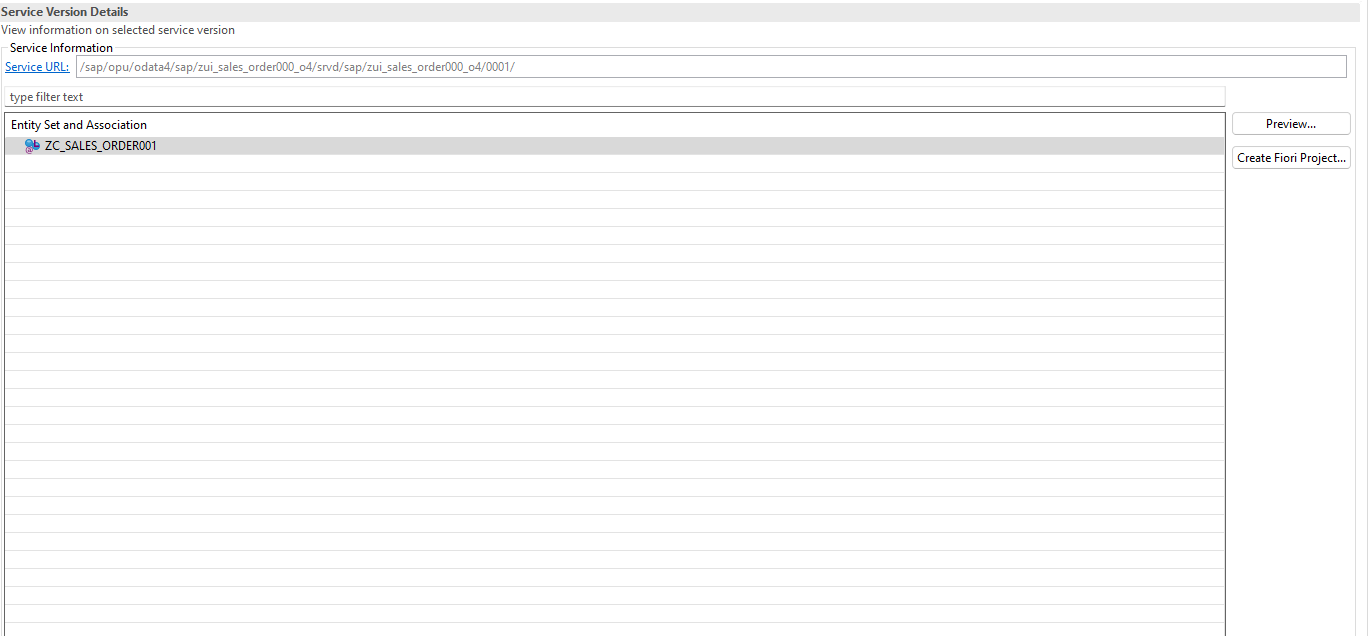 Service Version Details
View information on selected service version
Service Information
Service URL: /sap/opu/odata4/sap/zui_sales_order000_o4/srvd/sap/zui_sales_order000_o4/0001/
type filter text
Entity Set and Association
Preview...
ZC_SALES_ORDER001
Create Fiori Project...